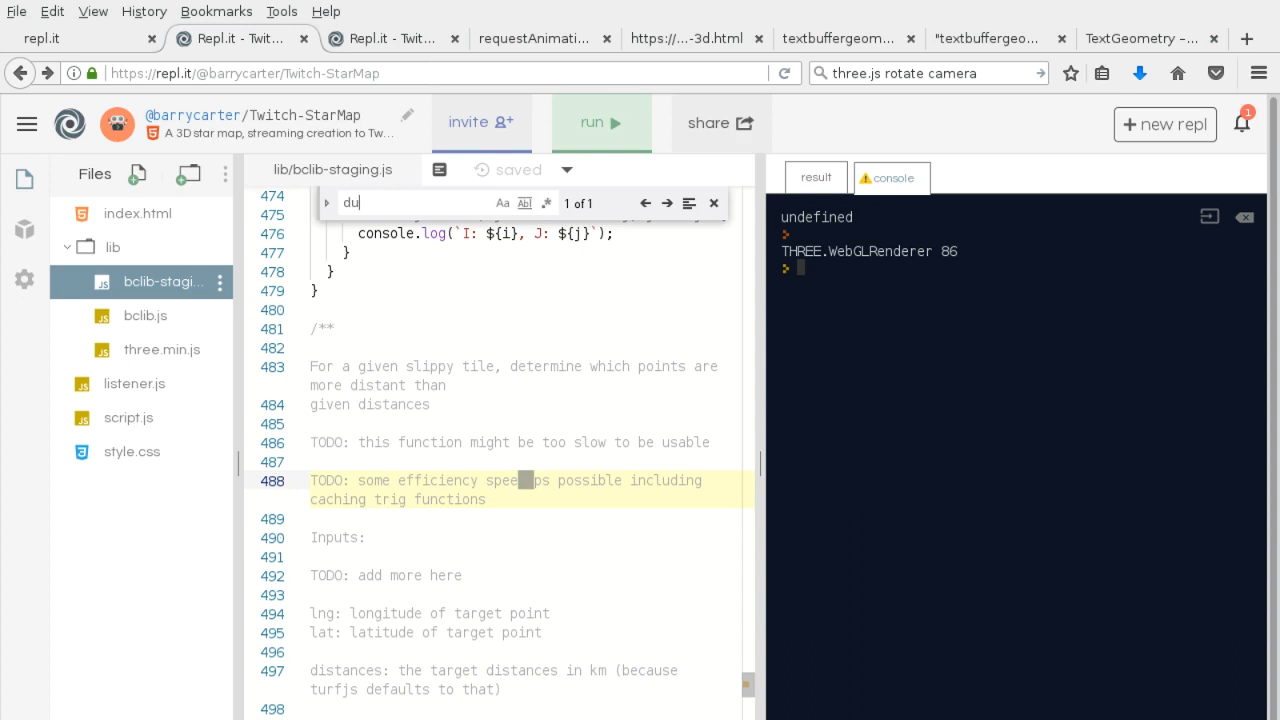 File Edit View History Bookmarks Tools Help
repl.it × Repl.it - Twit... × Repl.it - Twit... × requestAnimati... × https:/...-3d.html × textbuffergeom... × "textbuffergeo... × TextGeometry –... ×
https://repl.it/@barrycarter/Twitch-StarMap three.js rotate camera
@barrycarter/Twitch-StarMap
A 3D star map, streaming creation to Tw...
invite
run
share
+ new repl
1
Files
index.html
lib
bclib-stagi...
bclib.js
three.min.js
listener.js
script.js
style.css
lib/bclib-staging.js saved
du Aa Ab| .* 1 of 1
474
475
476 console.log(`I: ${i}, J: ${j}`);
477 }
478 }
479 }
480
481 /**
482
483 For a given slippy tile, determine which points are
more distant than
484 given distances
485
486 TODO: this function might be too slow to be usable
487
488 TODO: some efficiency spee ps possible including
caching trig functions
489
490 Inputs:
491
492 TODO: add more here
493
494 lng: longitude of target point
495 lat: latitude of target point
496
497 distances: the target distances in km (because
turfjs defaults to that)
498
result console
undefined
THREE.WebGLRenderer 86